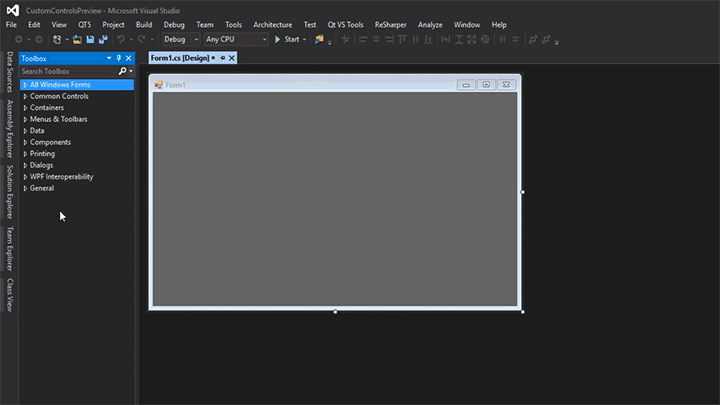 CustomControlsPreview - Microsoft Visual Studio
File Edit View QT5 Project Build Debug Team Tools Architecture Test Qt VS Tools ReSharper Analyze Window Help
Debug Any CPU Start
Data Sources
Assembly Explorer
Solution Explorer
Team Explorer
Class View
Toolbox
Search Toolbox
All Windows Forms
Common Controls
Containers
Menus & Toolbars
Data
Components
Printing
Dialogs
WPF Interoperability
General
Form1.cs [Design]
Form1